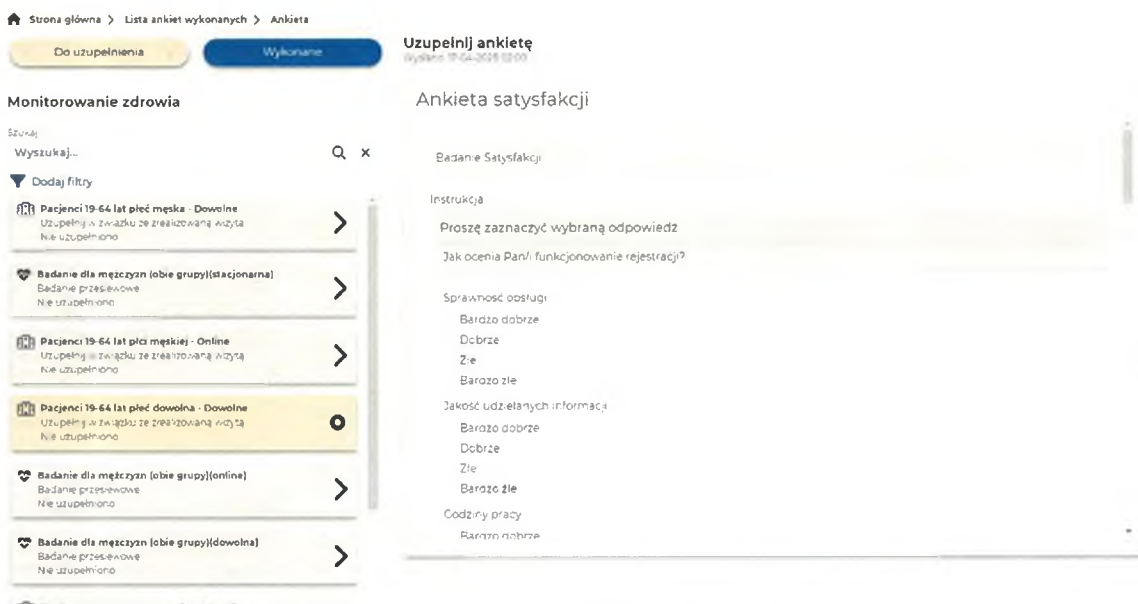 Strona główna > Lista ankiet wykonanych > Ankieta
Do uzupełnienia
Wykonane
Monitorowanie zdrowia
Szukaj
Wyszukaj...
Dodaj filtry
Pacjenci 19-64 lat płeć męska - Dowolne
Uzupełnij w związku ze zrealizowaną wizytą
Nie uzupełniono
Badanie dla mężczyzn (obie grupy)(stacjonarna)
Badanie przesiewowe
Nie uzupełniono
Pacjenci 19-64 lat płci męskiej - Online
Uzupełnij w związku ze zrealizowaną wizytą
Nie uzupełniono
Pacjenci 19-64 lat płeć dowolna - Dowolne
Uzupełnij w związku ze zrealizowaną wizytą
Nie uzupełniono
Badanie dla mężczyzn (obie grupy)(online)
Badanie przesiewowe
Nie uzupełniono
Badanie dla mężczyzn (obie grupy)(dowolna)
Badanie przesiewowe
Nie uzupełniono
Uzupełnij ankietę
Wysłano
Ankieta satysfakcji
Badanie Satysfakcji
Instrukcja
Proszę zaznaczyć wybraną odpowiedź
Jak ocenia Pan/i funkcjonowanie rejestracji?
Sprawność obsługi
Bardzo dobrze
Dobrze
Źle
Bardzo źle
Jakość udzielanych informacji
Bardzo dobrze
Dobrze
Źle
Bardzo źle
Godziny pracy
Bardzo dobrze